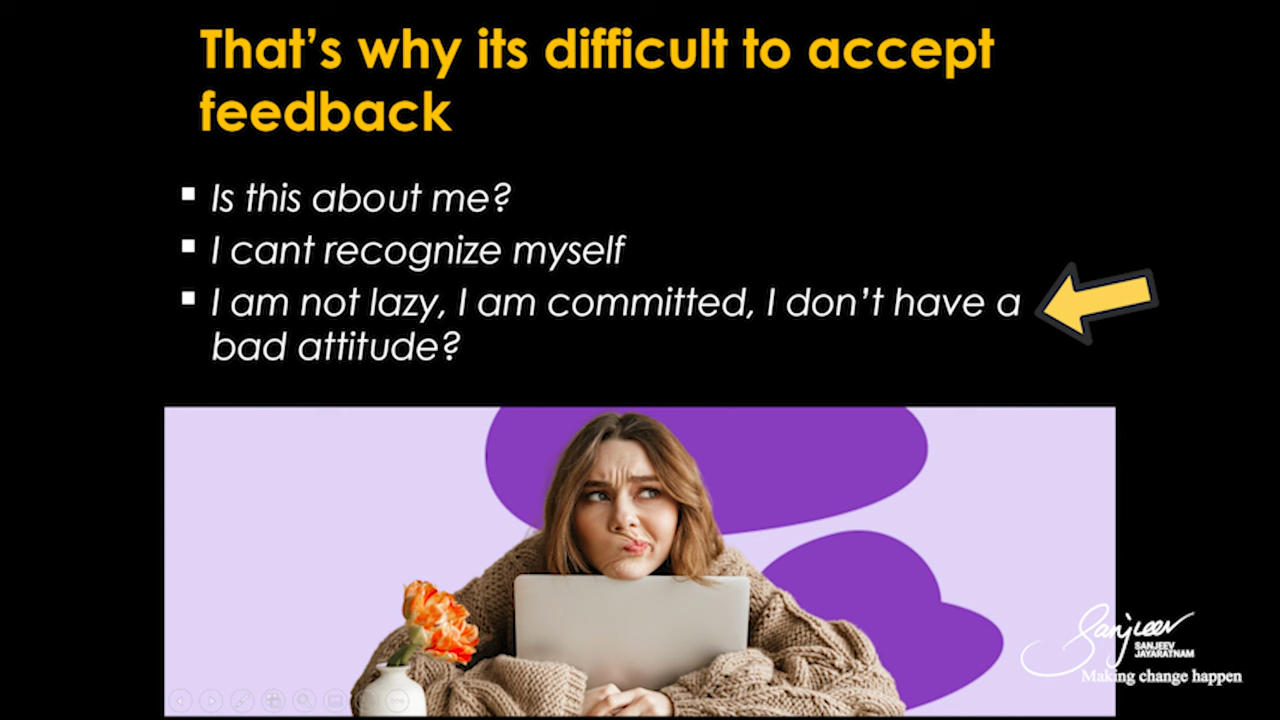 That’s why its difficult to accept
feedback
▪ Is this about me?
▪ I cant recognize myself
▪ I am not lazy, I am committed, I don’t have a
bad attitude?
Sanjeev
SANJEEV
JAYARATNAM
Making change happen